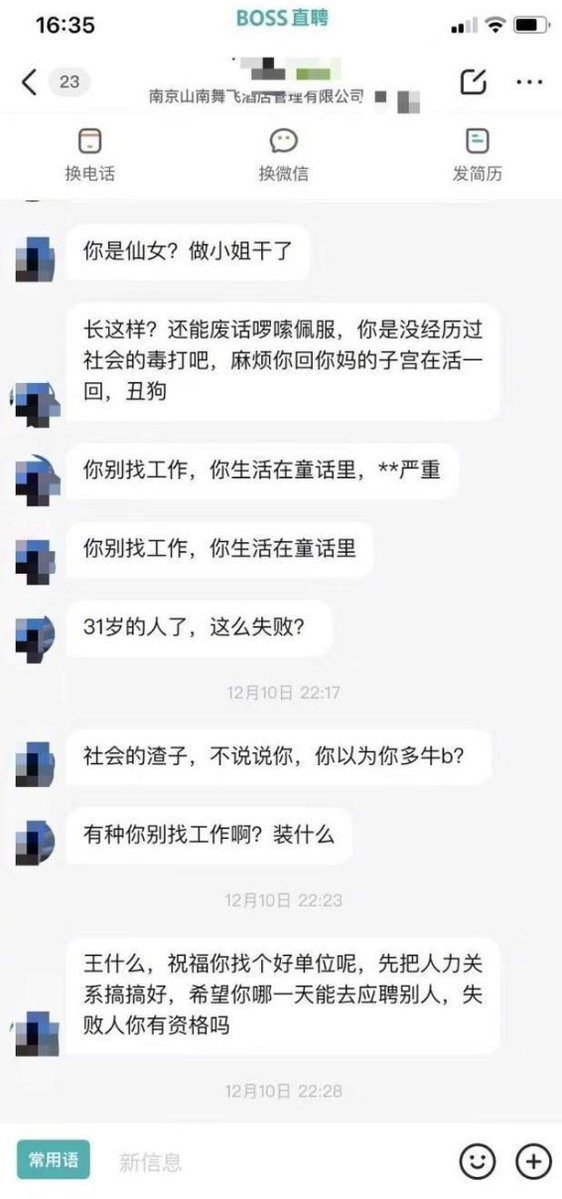 16:35
BOSS直聘
23
南京山南舞飞酒店管理有限公司
换电话
换微信
发简历
你是仙女？做小姐干了
长这样？还能废话啰嗦佩服，你是没经历过
社会的毒打吧，麻烦你回你妈的子宫在活一
回，丑狗
你别找工作，你生活在童话里，**严重
你别找工作，你生活在童话里
31岁的人了，这么失败？
12月10日 22:17
社会的渣子，不说说你，你以为你多牛b？
有种你别找工作啊？装什么
12月10日 22:23
王什么，祝福你找个好单位呢，先把人力关
系搞搞好，希望你哪一天能去应聘别人，失
败人你有资格吗
12月10日 22:28
常用语
新信息